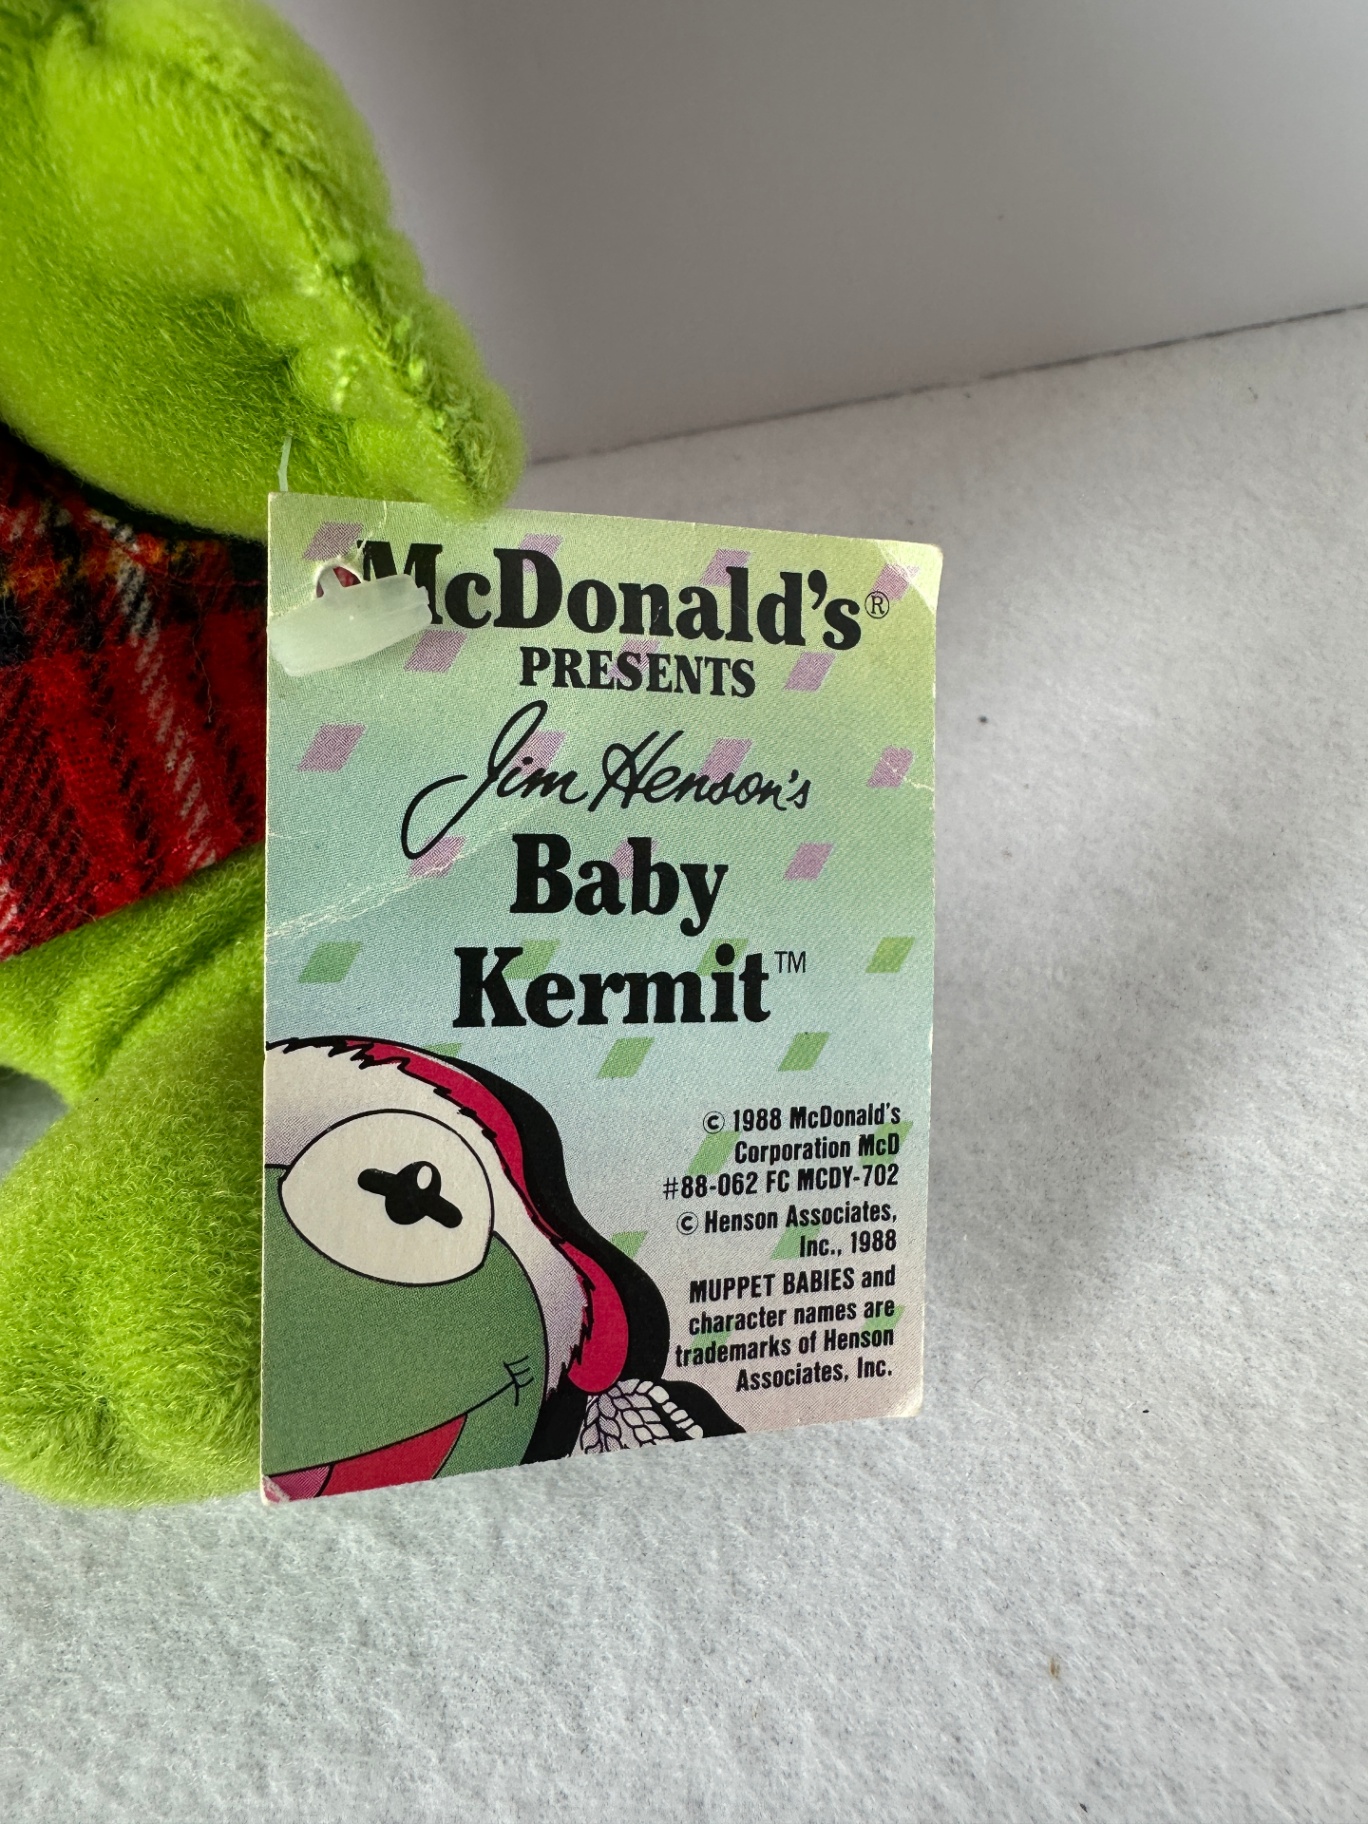 McDonald's®
PRESENTS
Jim Henson's
Baby
Kermit™
© 1988 McDonald's
Corporation McD
#88-062 FC MCDY-702
© Henson Associates,
Inc., 1988
MUPPET BABIES and
character names are
trademarks of Henson
Associates, Inc.